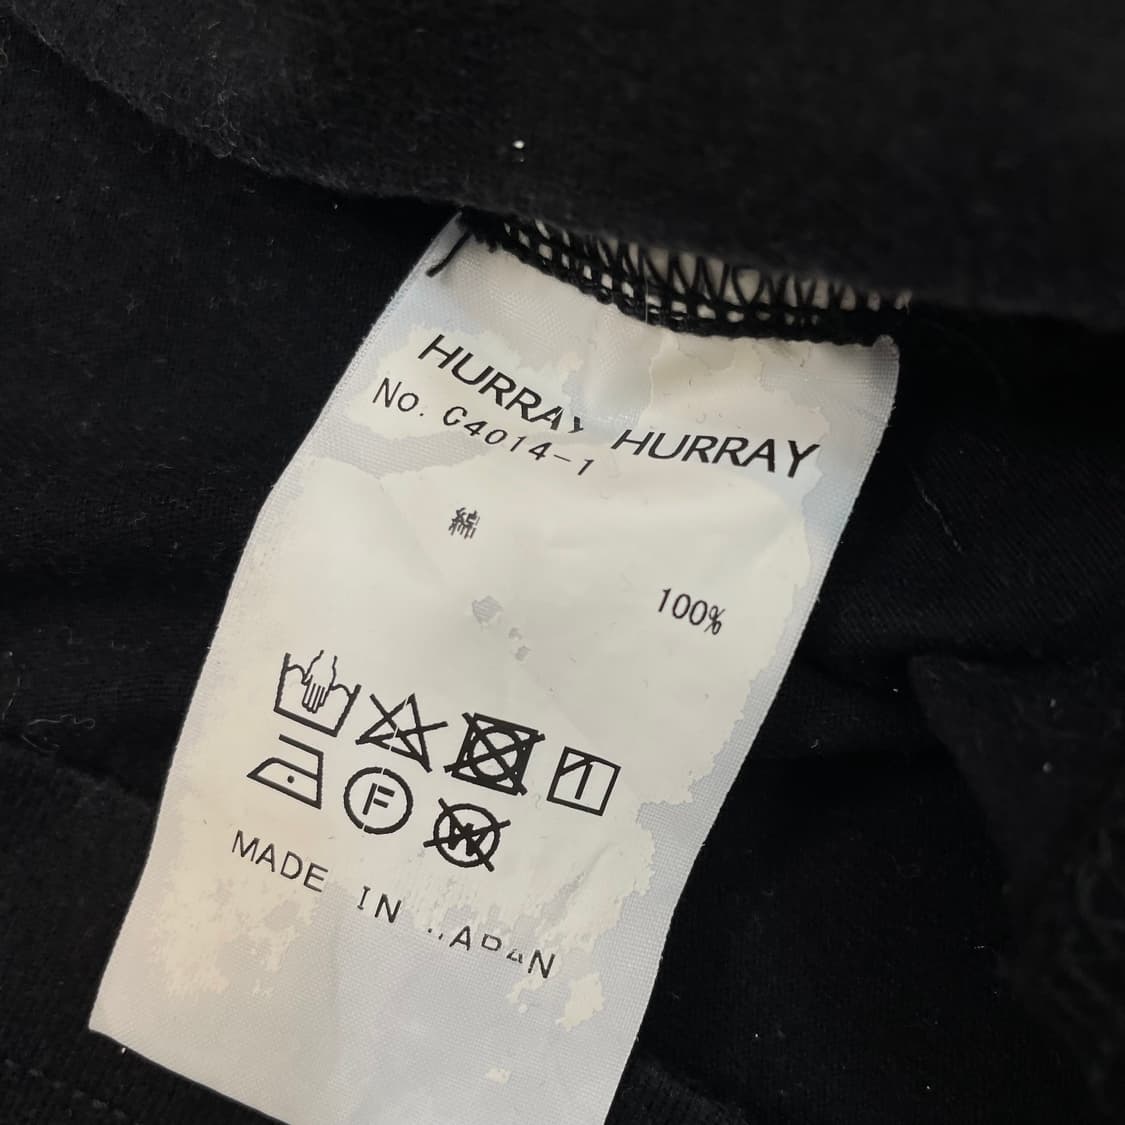 HURRAY HURRAY
No. C4014-1
綿
100%
F
W
MADE IN JAPAN